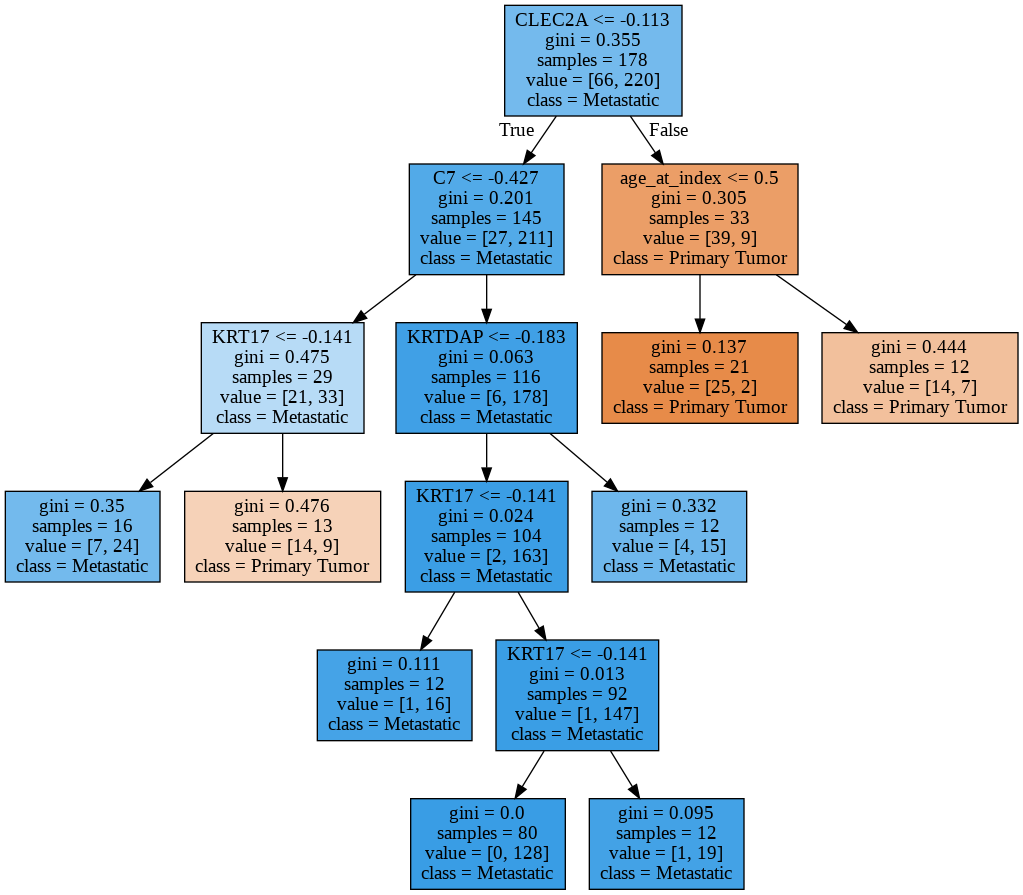 CLEC2A <= -0.113
gini = 0.355
samples = 178
value = [66, 220]
class = Metastatic
True
False
C7 <= -0.427
gini = 0.201
samples = 145
value = [27, 211]
class = Metastatic
age_at_index <= 0.5
gini = 0.305
samples = 33
value = [39, 9]
class = Primary Tumor
KRT17 <= -0.141
gini = 0.475
samples = 29
value = [21, 33]
class = Metastatic
KRTDAP <= -0.183
gini = 0.063
samples = 116
value = [6, 178]
class = Metastatic
gini = 0.137
samples = 21
value = [25, 2]
class = Primary Tumor
gini = 0.444
samples = 12
value = [14, 7]
class = Primary Tumor
gini = 0.35
samples = 16
value = [7, 24]
class = Metastatic
gini = 0.476
samples = 13
value = [14, 9]
class = Primary Tumor
KRT17 <= -0.141
gini = 0.024
samples = 104
value = [2, 163]
class = Metastatic
gini = 0.332
samples = 12
value = [4, 15]
class = Metastatic
gini = 0.111
samples = 12
value = [1, 16]
class = Metastatic
KRT17 <= -0.141
gini = 0.013
samples = 92
value = [1, 147]
class = Metastatic
gini = 0.0
samples = 80
value = [0, 128]
class = Metastatic
gini = 0.095
samples = 12
value = [1, 19]
class = Metastatic